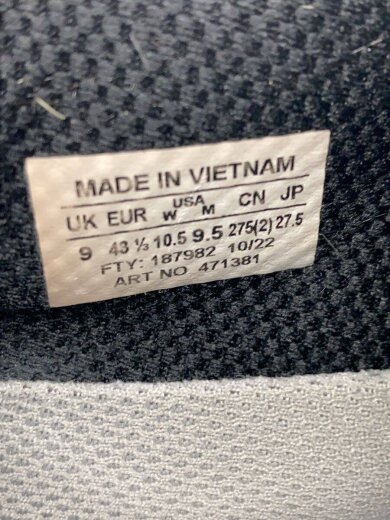 MADE IN VIETNAM
USA
UK EUR W M CN JP
9 43 ⅓ 10.5 9.5 275(2) 27.5
FTY: 187982 10/22
ART NO 471381